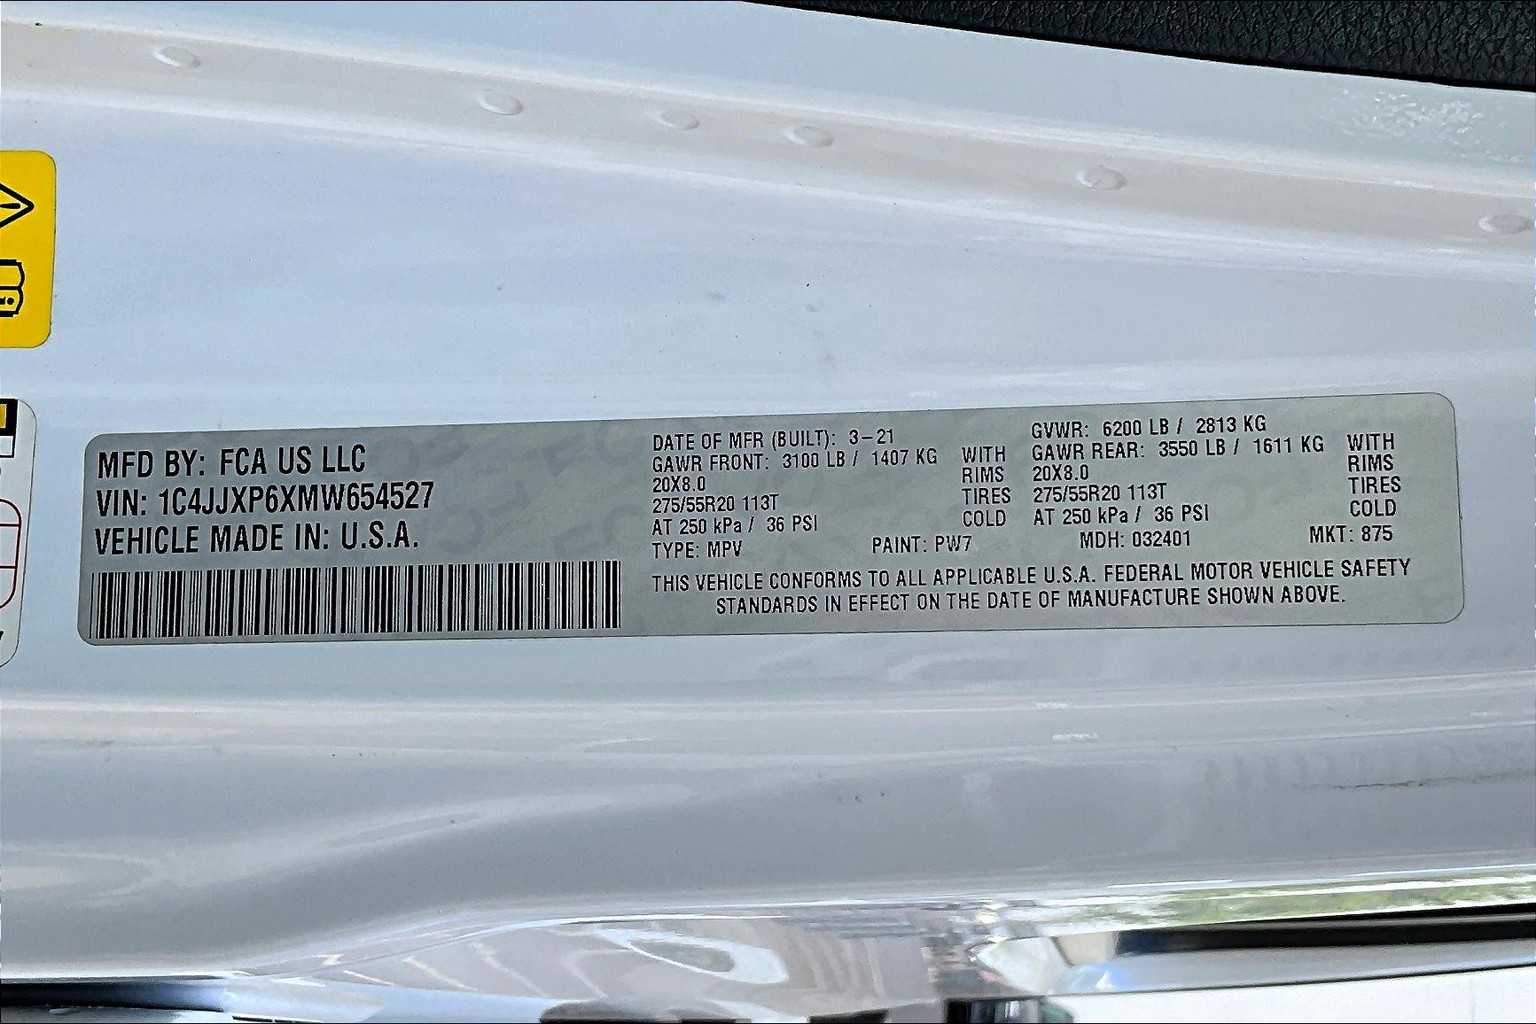 MFD BY: FCA US LLC
VIN: 1C4JJXP6XMW654527
VEHICLE MADE IN: U.S.A.
DATE OF MFR (BUILT): 3-21
GAWR FRONT: 3100 LB / 1407 KG WITH
20X8.0 RIMS
275/55R20 113T TIRES
AT 250 kPa / 36 PSI COLD
GVWR: 6200 LB / 2813 KG
GAWR REAR: 3550 LB / 1611 KG WITH
20X8.0 RIMS
275/55R20 113T TIRES
AT 250 kPa / 36 PSI COLD
TYPE: MPV PAINT: PW7 MDH: 032401 MKT: 875
THIS VEHICLE CONFORMS TO ALL APPLICABLE U.S.A. FEDERAL MOTOR VEHICLE SAFETY
STANDARDS IN EFFECT ON THE DATE OF MANUFACTURE SHOWN ABOVE.